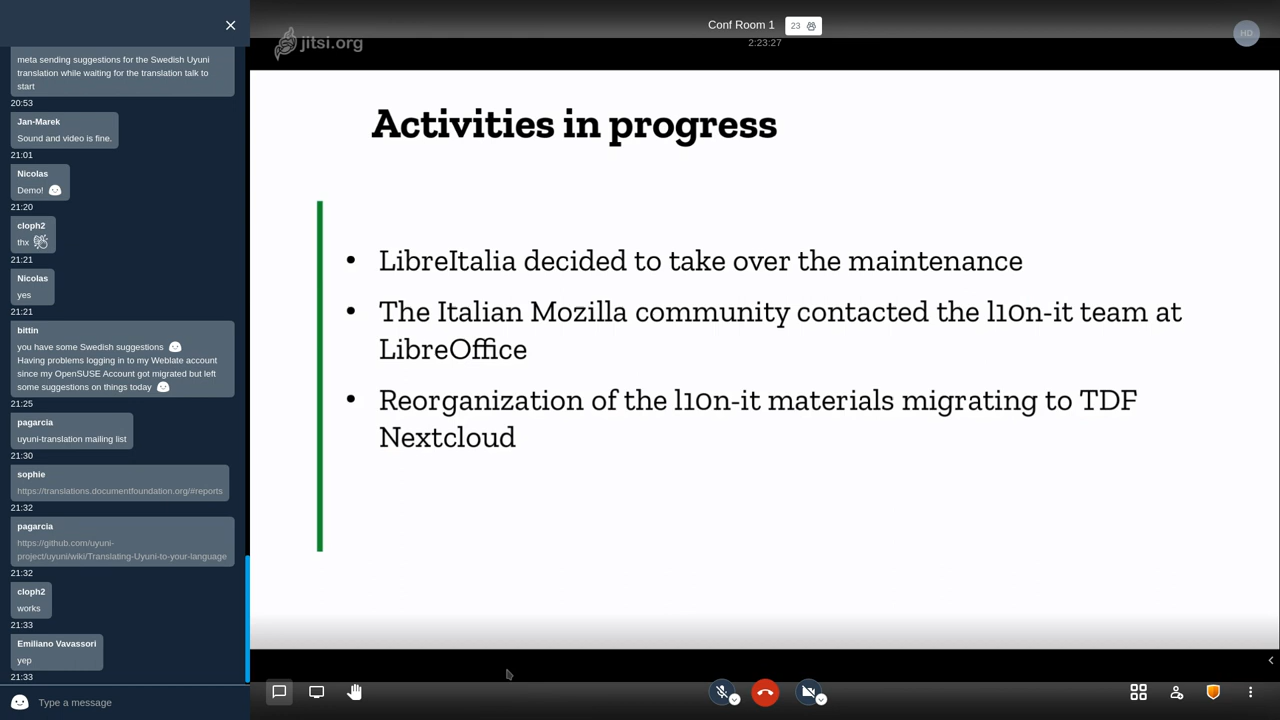 meta sending suggestions for the Swedish Uyuni
translation while waiting for the translation talk to
start
20:53
Jan-Marek
Sound and video is fine.
21:01
Nicolas
Demo!
21:20
cloph2
thx
21:21
Nicolas
yes
21:21
bittin
you have some Swedish suggestions
Having problems logging in to my Weblate account
since my OpenSUSE Account got migrated but left
some suggestions on things today
21:25
pagarcia
uyuni-translation mailing list
21:30
sophie
https://translations.documentfoundation.org/#reports
21:32
pagarcia
https://github.com/uyuni-
project/uyuni/wiki/Translating-Uyuni-to-your-language
21:32
cloph2
works
21:33
Emiliano Vavassori
yep
21:33
Type a message
jitsi.org
Conf Room 1 23
2:23:27
HD
Activities in progress
• LibreItalia decided to take over the maintenance
• The Italian Mozilla community contacted the l10n-it team at
LibreOffice
• Reorganization of the l10n-it materials migrating to TDF
Nextcloud